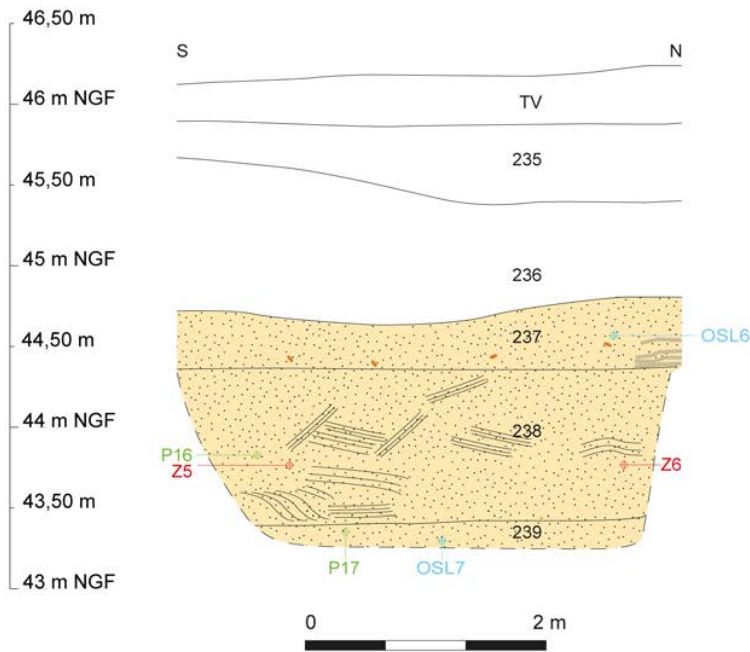 46,50 m
S N
46 m NGF
TV
45,50 m
235
45 m NGF
236
44,50 m
237
OSL6
44 m NGF
238
P16
Z5
Z6
43,50 m
239
P17
OSL7
43 m NGF
0 2 m